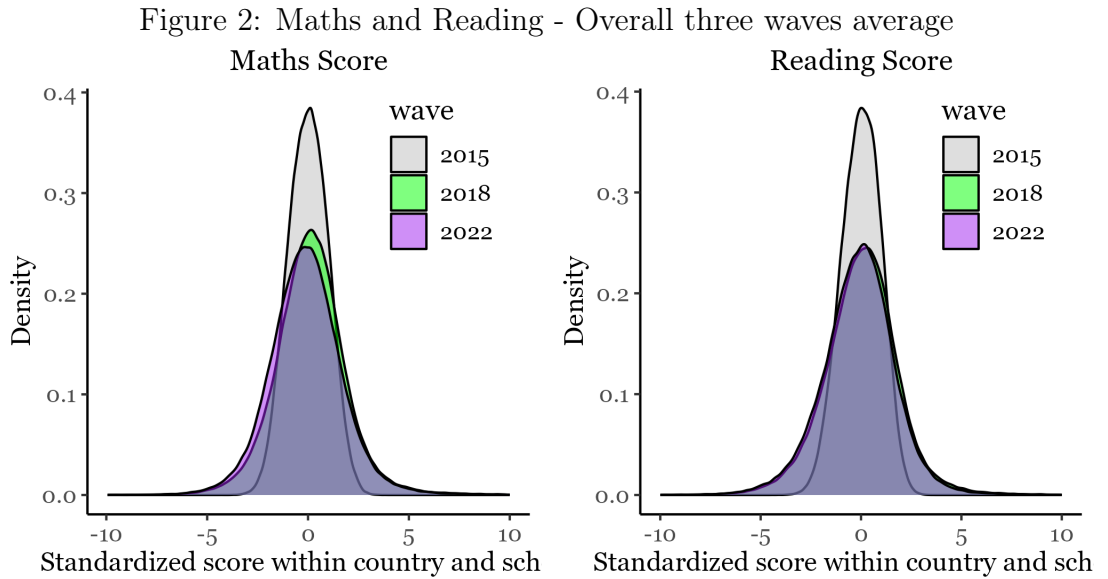 Figure 2: Maths and Reading - Overall three waves average
Maths Score
Reading Score
Density
0.4
0.3
0.2
0.1
0.0
-10
-5
0
5
10
wave
2015
2018
2022
Standardized score within country and sch
Density
0.4
0.3
0.2
0.1
0.0
-10
-5
0
5
10
wave
2015
2018
2022
Standardized score within country and sch